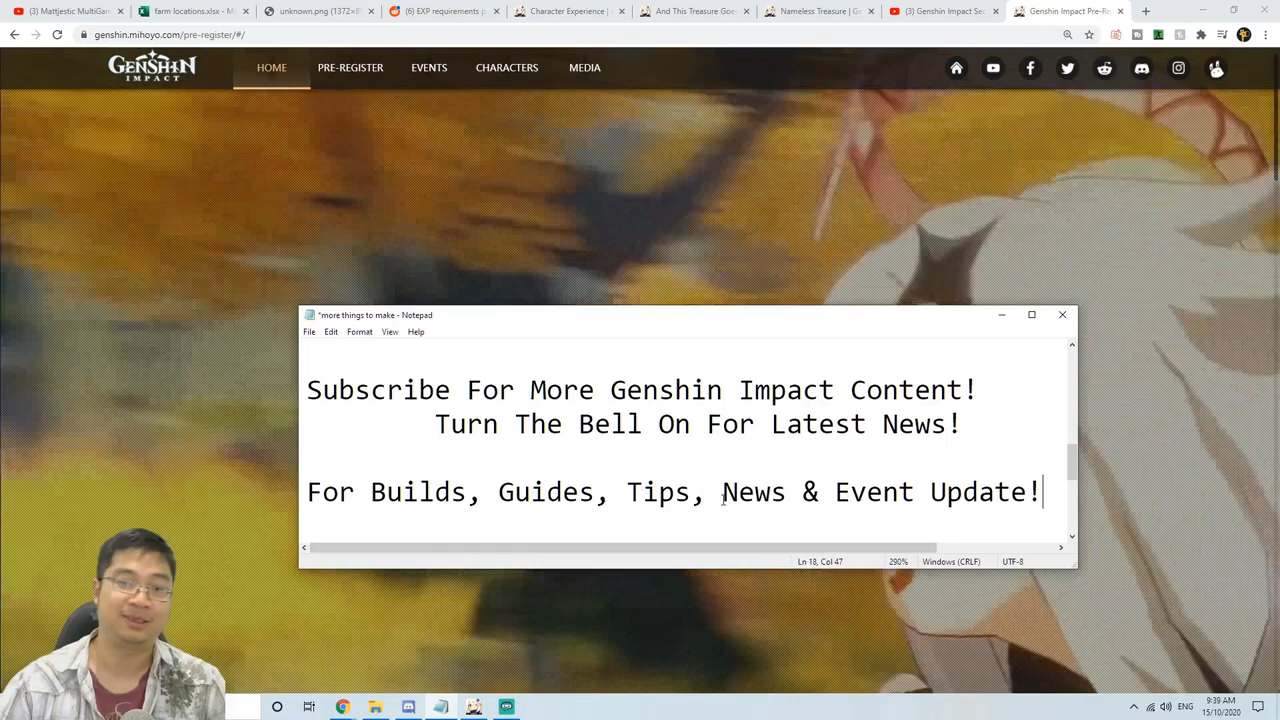 (3) Mattjestic MultiGan
farm locations.xlsx - Mi
unknown.png (1372×8
(6) EXP requirements p
Character Experience |
And This Treasure Goe
Nameless Treasure | Ge
(3) Genshin Impact Sec
Genshin Impact Pre-Re
genshin.mihoyo.com/pre-register/#/
GENSHIN
IMPACT
HOME
PRE-REGISTER
EVENTS
CHARACTERS
MEDIA
*more things to make - Notepad
File Edit Format View Help
Subscribe For More Genshin Impact Content!
Turn The Bell On For Latest News!
For Builds, Guides, Tips, News & Event Update!
Ln 18, Col 47
290%
Windows (CRLF)
UTF-8
ENG
9:39 AM
15/10/2020